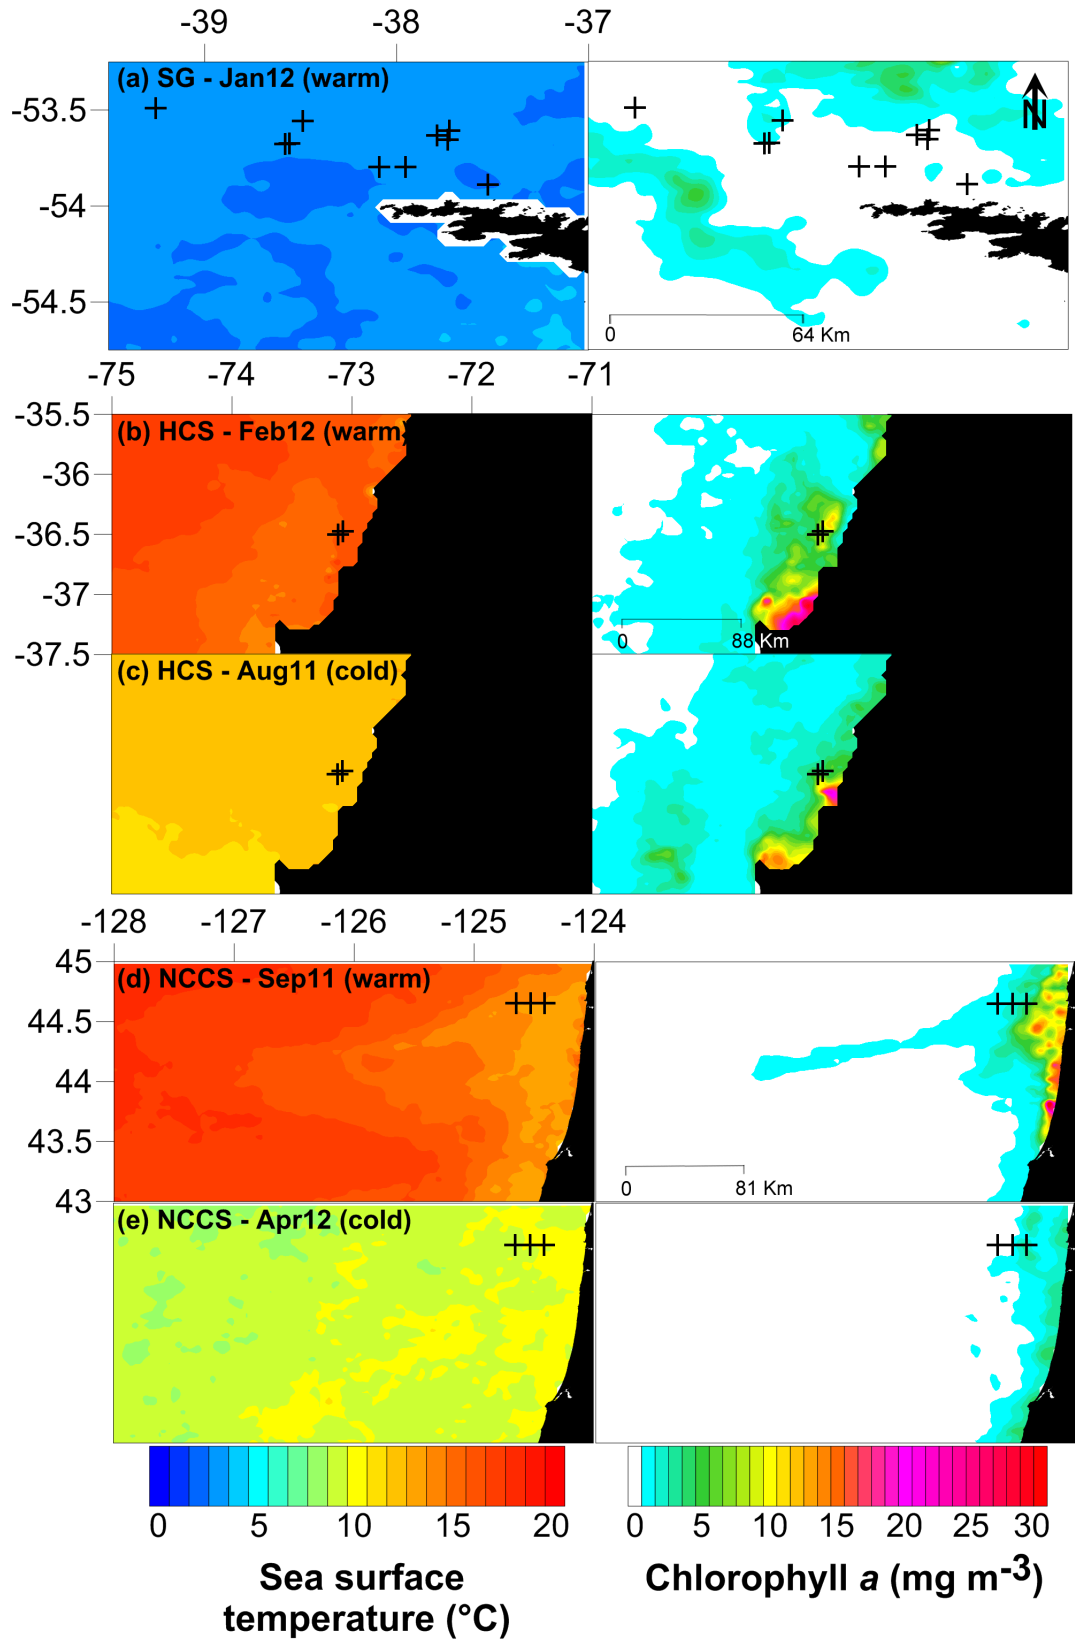 -39 -38 -37
(a) SG - Jan12 (warm)
N
-53.5
-54
-54.5
0 64 Km
-75 -74 -73 -72 -71
-35.5
(b) HCS - Feb12 (warm)
-36
-36.5
-37
0 88 Km
-37.5
(c) HCS - Aug11 (cold)
-128 -127 -126 -125 -124
45
(d) NCCS - Sep11 (warm)
44.5
44
43.5
0 81 Km
43
(e) NCCS - Apr12 (cold)
0 5 10 15 20
0 5 10 15 20 25 30
Sea surface
temperature (°C)
Chlorophyll a (mg m-3)